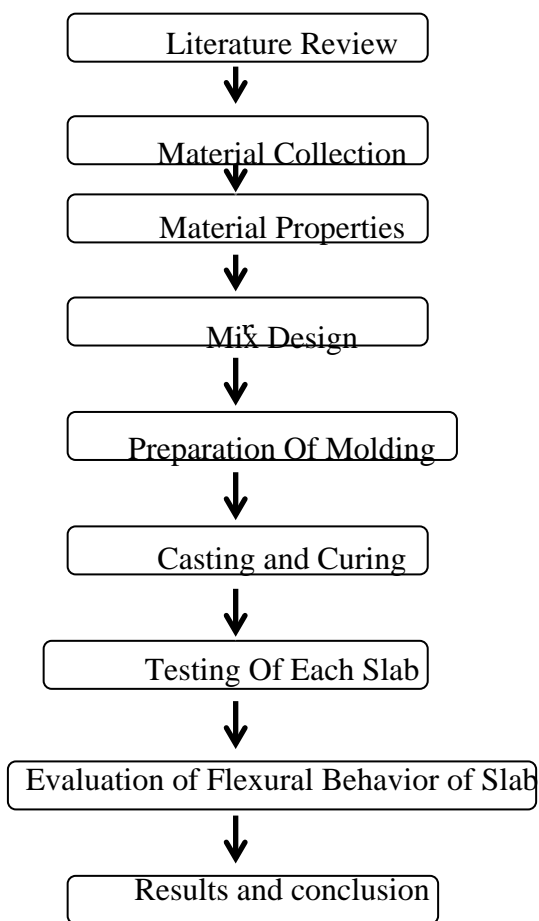 Literature Review
Material Collection
Material Properties
r
Mix Design
Preparation Of Molding
Casting and Curing
Testing Of Each Slab
Evaluation of Flexural Behavior of Slab
Results and conclusion